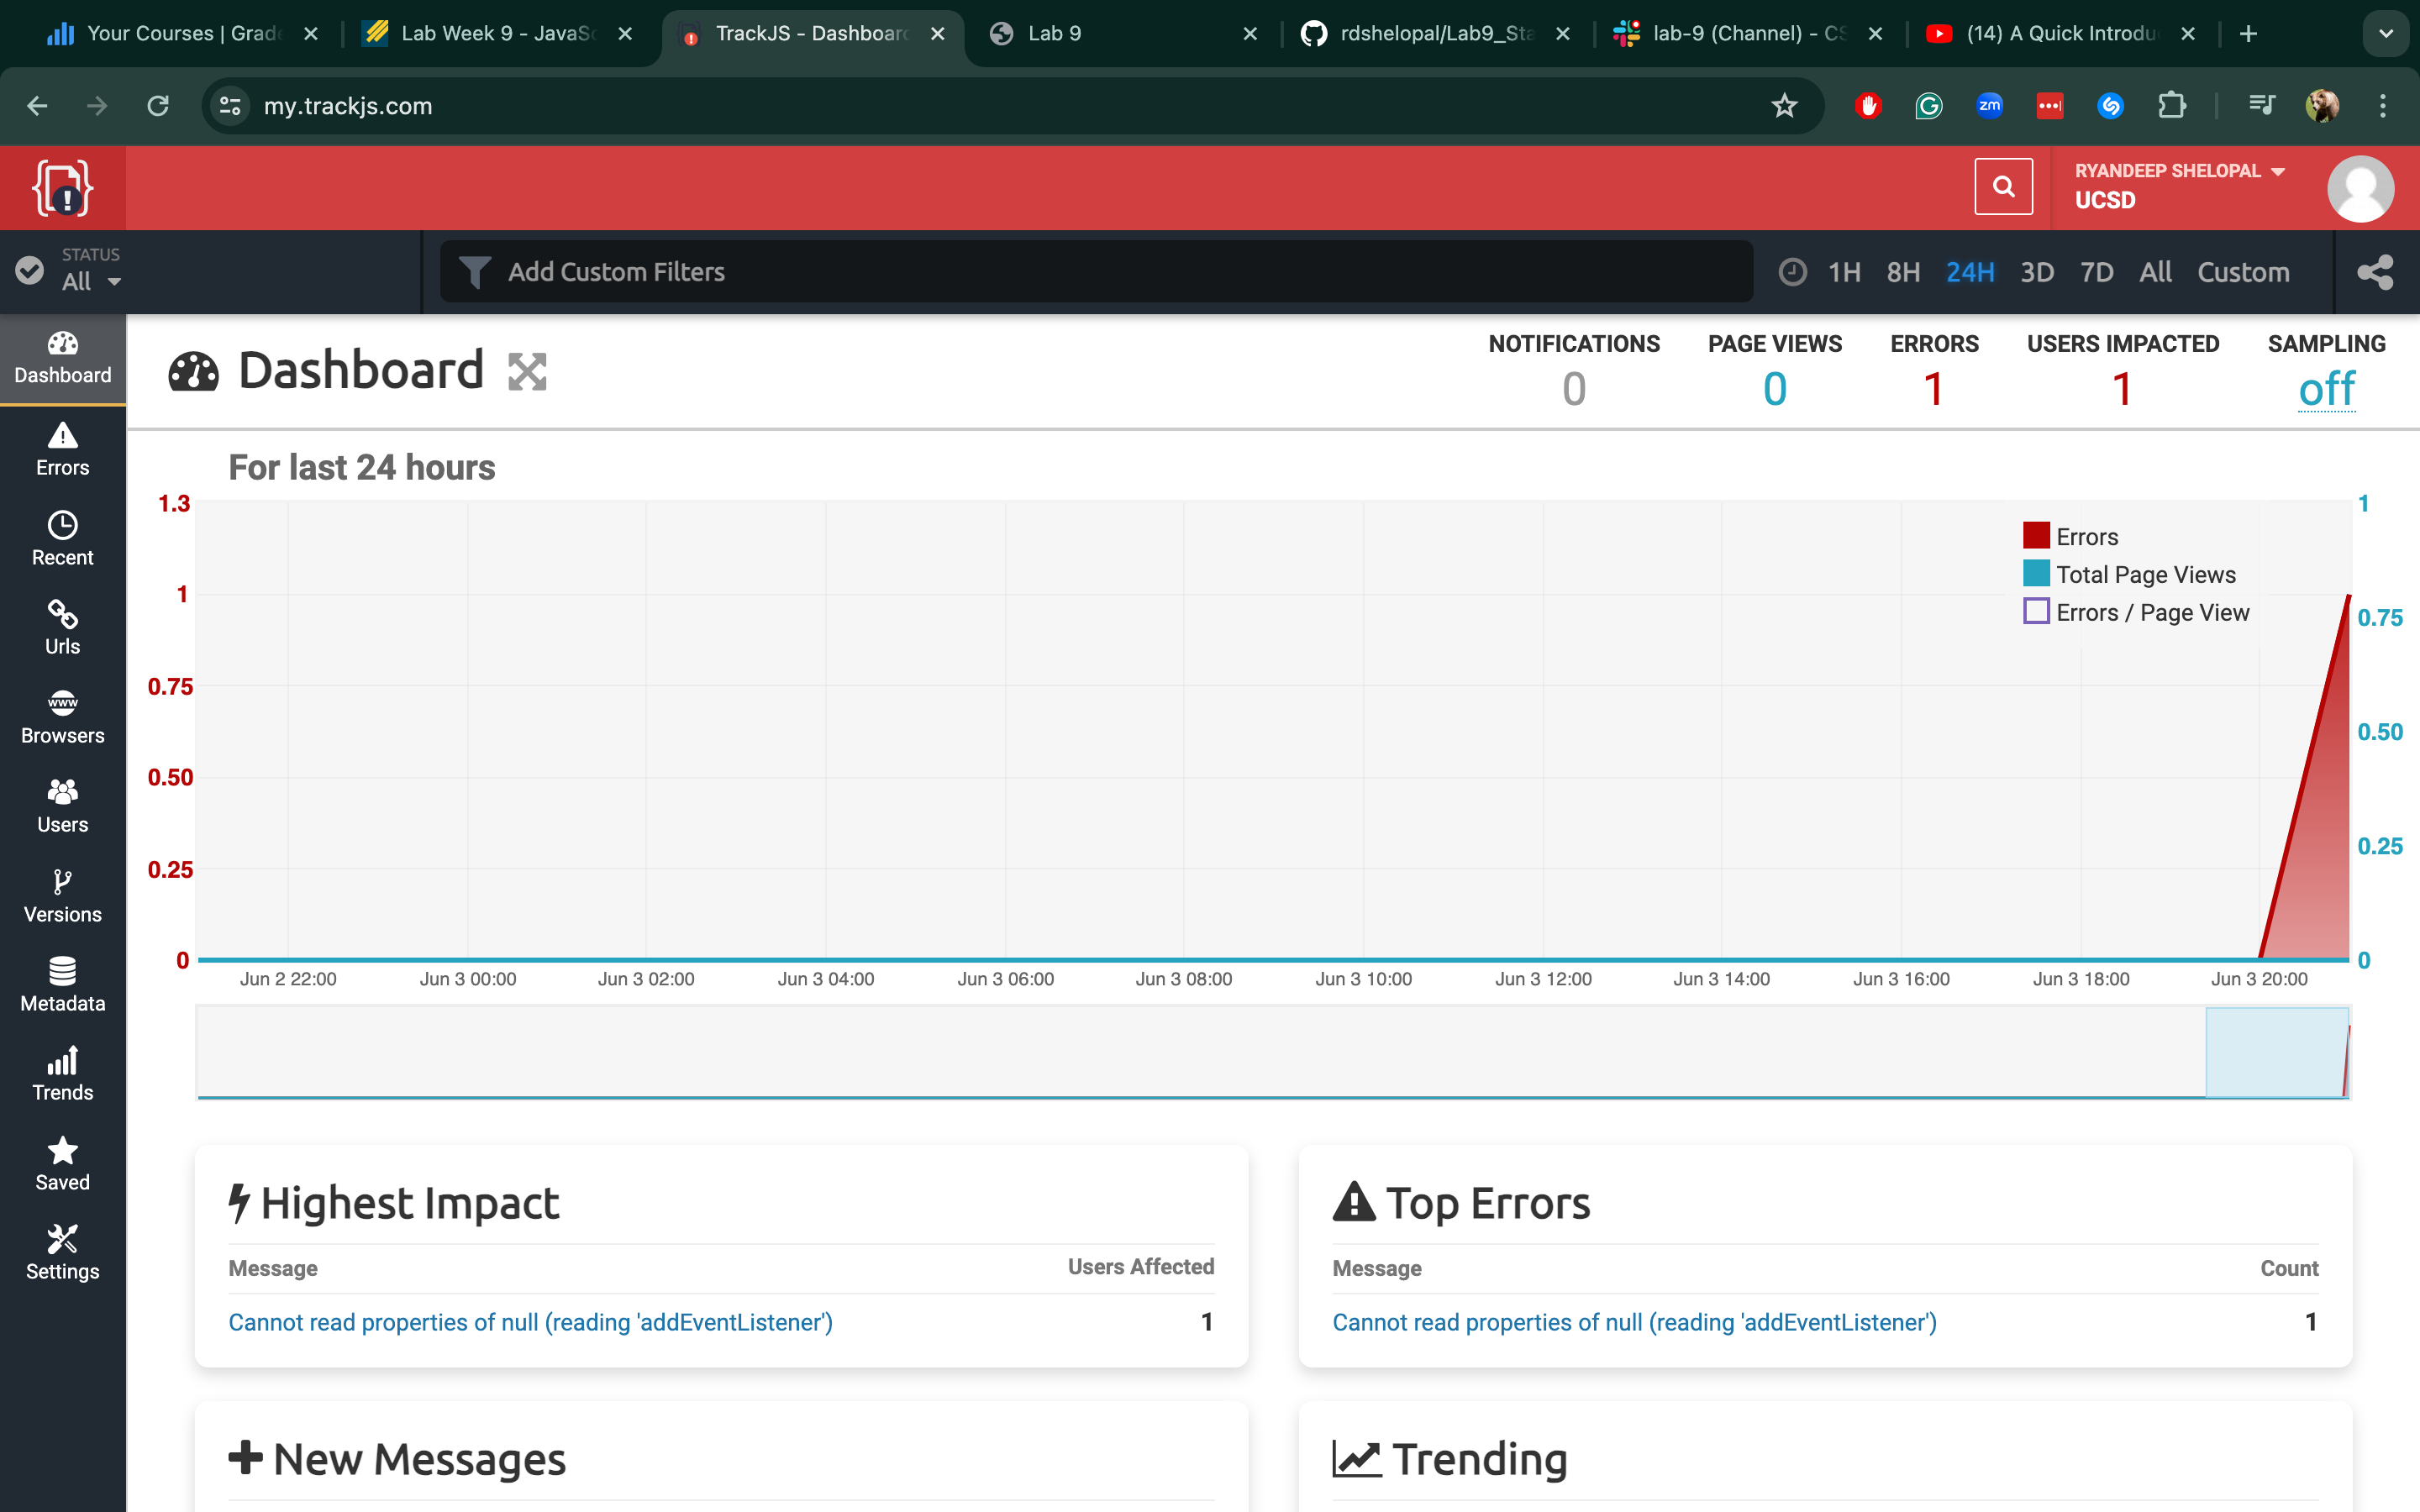 Your Courses | Grade
Lab Week 9 - JavaSc
TrackJS - Dashboard
Lab 9
rdshelopal/Lab9_Sta
lab-9 (Channel) - CS
(14) A Quick Introdu
my.trackjs.com
zm
RYANDEEP SHELOPAL
UCSD
STATUS
All
Add Custom Filters
1H 8H 24H 3D 7D All Custom
Dashboard
Errors
Recent
Urls
www
Browsers
Users
Versions
Metadata
Trends
Saved
Settings
Dashboard
NOTIFICATIONS
0
PAGE VIEWS
0
ERRORS
1
USERS IMPACTED
1
SAMPLING
off
For last 24 hours
1.3
1
0.75
0.50
0.25
0
1
0.75
0.50
0.25
0
Errors
Total Page Views
Errors / Page View
Jun 2 22:00 Jun 3 00:00 Jun 3 02:00 Jun 3 04:00 Jun 3 06:00 Jun 3 08:00 Jun 3 10:00 Jun 3 12:00 Jun 3 14:00 Jun 3 16:00 Jun 3 18:00 Jun 3 20:00
Highest Impact
Message Users Affected
Cannot read properties of null (reading 'addEventListener') 1
Top Errors
Message Count
Cannot read properties of null (reading 'addEventListener') 1
New Messages
Trending